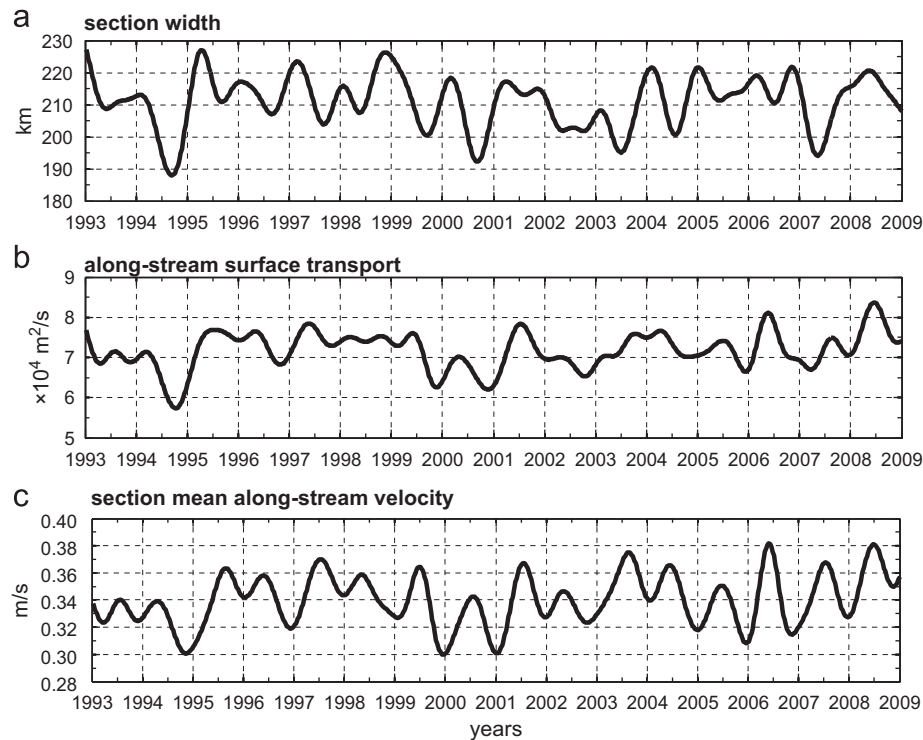 a
section width
230
220
210
200
190
180
km
1993 1994 1995 1996 1997 1998 1999 2000 2001 2002 2003 2004 2005 2006 2007 2008 2009
b
along-stream surface transport
9
8
7
6
5
×10⁴ m²/s
1993 1994 1995 1996 1997 1998 1999 2000 2001 2002 2003 2004 2005 2006 2007 2008 2009
c
section mean along-stream velocity
0.40
0.38
0.36
0.34
0.32
0.30
0.28
m/s
1993 1994 1995 1996 1997 1998 1999 2000 2001 2002 2003 2004 2005 2006 2007 2008 2009
years